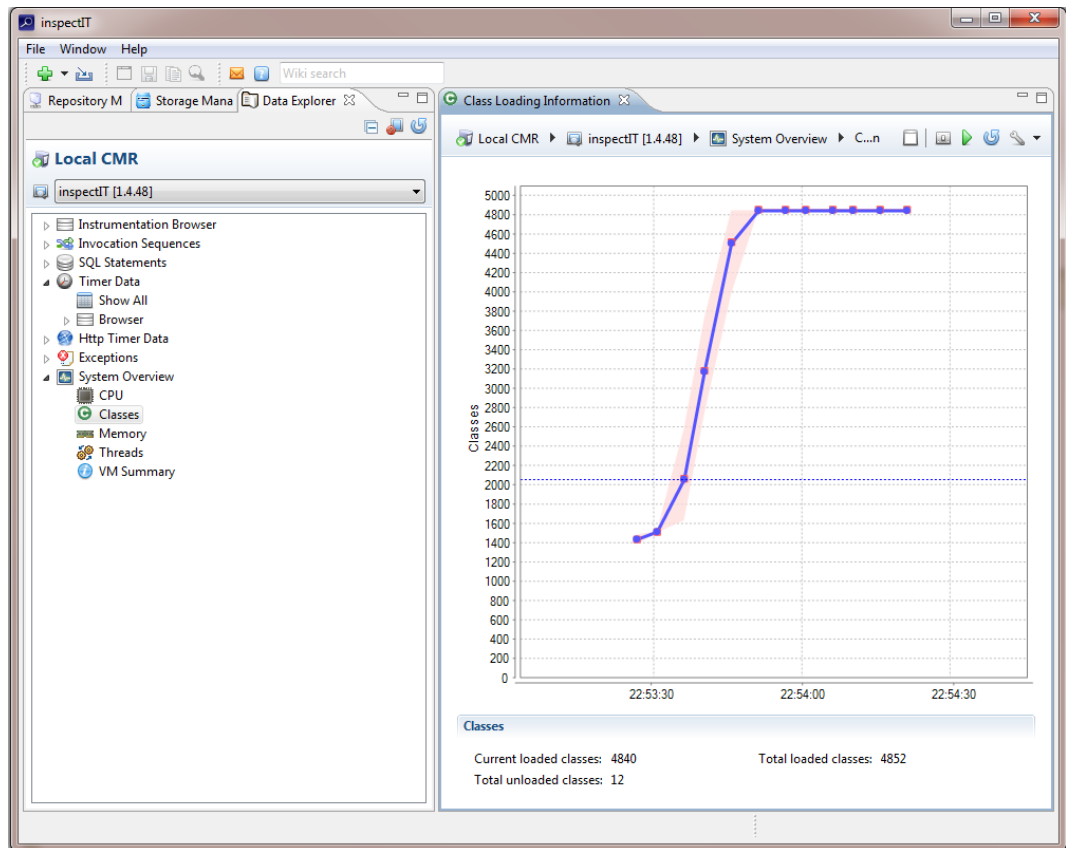 inspectIT
File Window Help
Wiki search
Repository M Storage Mana Data Explorer
Local CMR
inspectIT [1.4.48]
Instrumentation Browser
Invocation Sequences
SQL Statements
Timer Data
Show All
Browser
Http Timer Data
Exceptions
System Overview
CPU
Classes
Memory
Threads
VM Summary
Class Loading Information
Local CMR inspectIT [1.4.48] System Overview C...n
5000
4800
4600
4400
4200
4000
3800
3600
3400
3200
3000
2800
2600
2400
2200
2000
1800
1600
1400
1200
1000
800
600
400
200
0
Classes
22:53:30 22:54:00 22:54:30
Classes
Current loaded classes: 4840 Total loaded classes: 4852
Total unloaded classes: 12